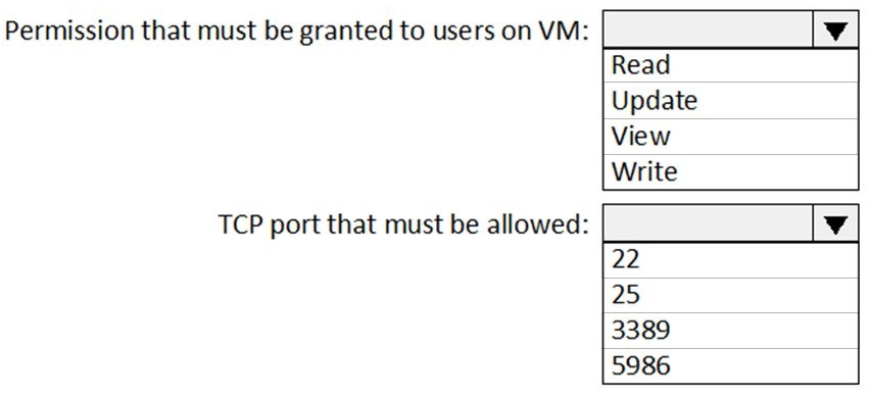 Permission that must be granted to users on VM:
Read
Update
View
Write
TCP port that must be allowed:
22
25
3389
5986